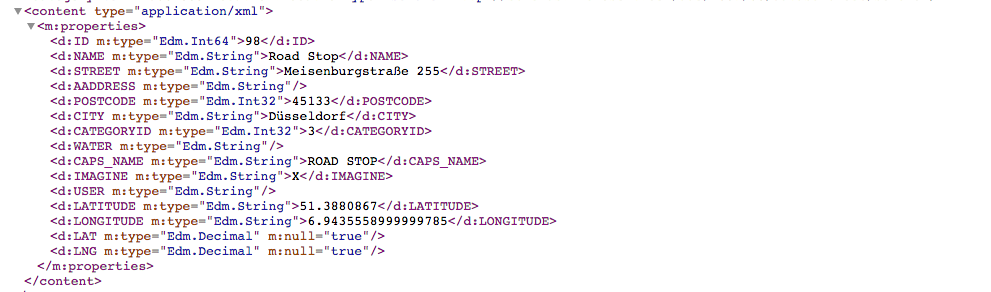 <content type="application/xml">
<m:properties>
<d:ID m:type="Edm.Int64">98</d:ID>
<d:NAME m:type="Edm.String">Road Stop</d:NAME>
<d:STREET m:type="Edm.String">Meisenburgstraße 255</d:STREET>
<d:AADDRESS m:type="Edm.String"/>
<d:POSTCODE m:type="Edm.Int32">45133</d:POSTCODE>
<d:CITY m:type="Edm.String">Düsseldorf</d:CITY>
<d:CATEGORYID m:type="Edm.Int32">3</d:CATEGORYID>
<d:WATER m:type="Edm.String"/>
<d:CAPS_NAME m:type="Edm.String">ROAD STOP</d:CAPS_NAME>
<d:IMAGINE m:type="Edm.String">X</d:IMAGINE>
<d:USER m:type="Edm.String"/>
<d:LATITUDE m:type="Edm.String">51.3880867</d:LATITUDE>
<d:LONGITUDE m:type="Edm.String">6.9435558999999785</d:LONGITUDE>
<d:LAT m:type="Edm.Decimal" m:null="true"/>
<d:LNG m:type="Edm.Decimal" m:null="true"/>
</m:properties>
</content>